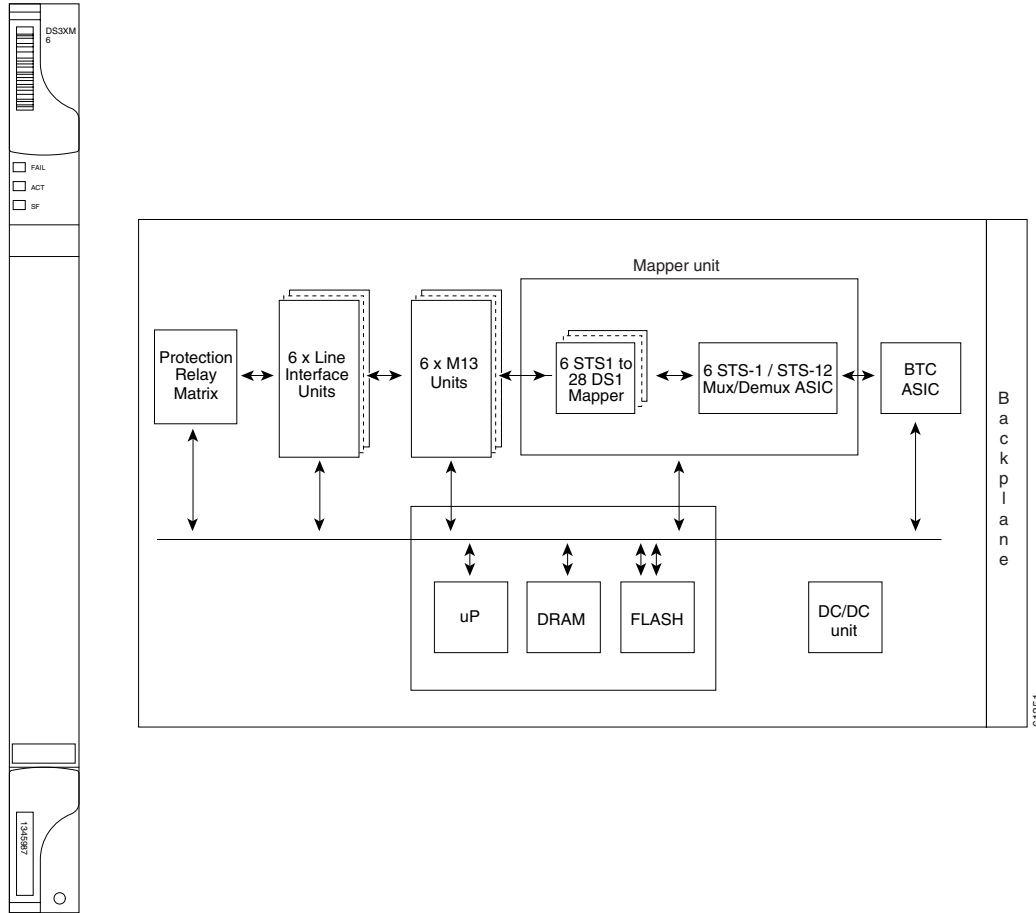 DS3XM
6
FAIL
ACT
SF
Mapper unit
Protection
Relay
Matrix
6 x Line
Interface
Units
6 x M13
Units
6 STS1 to
28 DS1
Mapper
6 STS-1 / STS-12
Mux/Demux ASIC
BTC
ASIC
Backplane
uP
DRAM
FLASH
DC/DC
unit
1345987